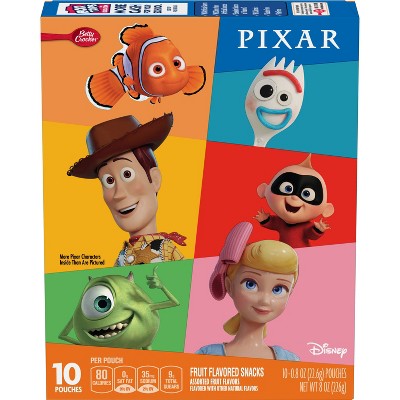 Betty Crocker
PIXAR
More Pixar Characters
Inside Than Are Pictured
10
POUCHES
PER POUCH
80 CALORIES
0g SAT FAT
35mg SODIUM
9g TOTAL SUGARS
FRUIT FLAVORED SNACKS
ASSORTED FRUIT FLAVORS
FLAVORED WITH OTHER NATURAL FLAVORS
Disney
10-0.8 OZ (22.6g) POUCHES
NET WT 8 OZ (226g)